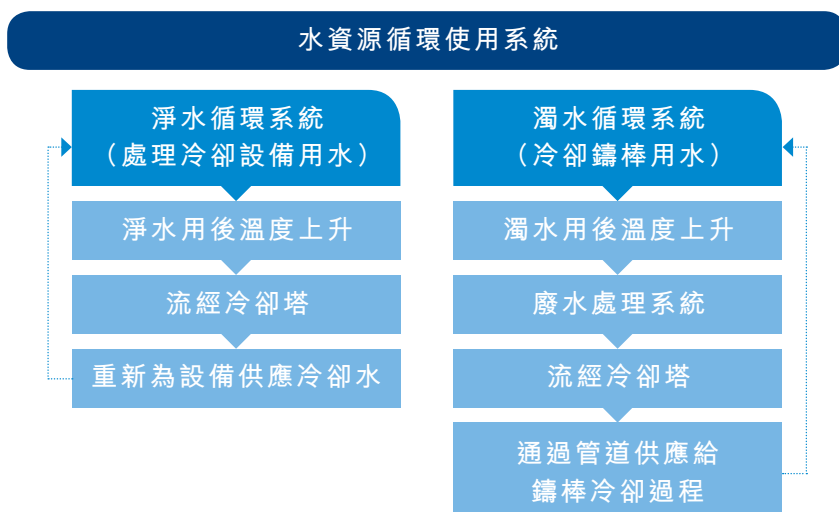 水資源循環使用系統
淨水循環系統
（處理冷卻設備用水）
淨水用後溫度上升
流經冷卻塔
重新為設備供應冷卻水
濁水循環系統
（冷卻鑄棒用水）
濁水用後溫度上升
廢水處理系統
流經冷卻塔
通過管道供應給
鑄棒冷卻過程